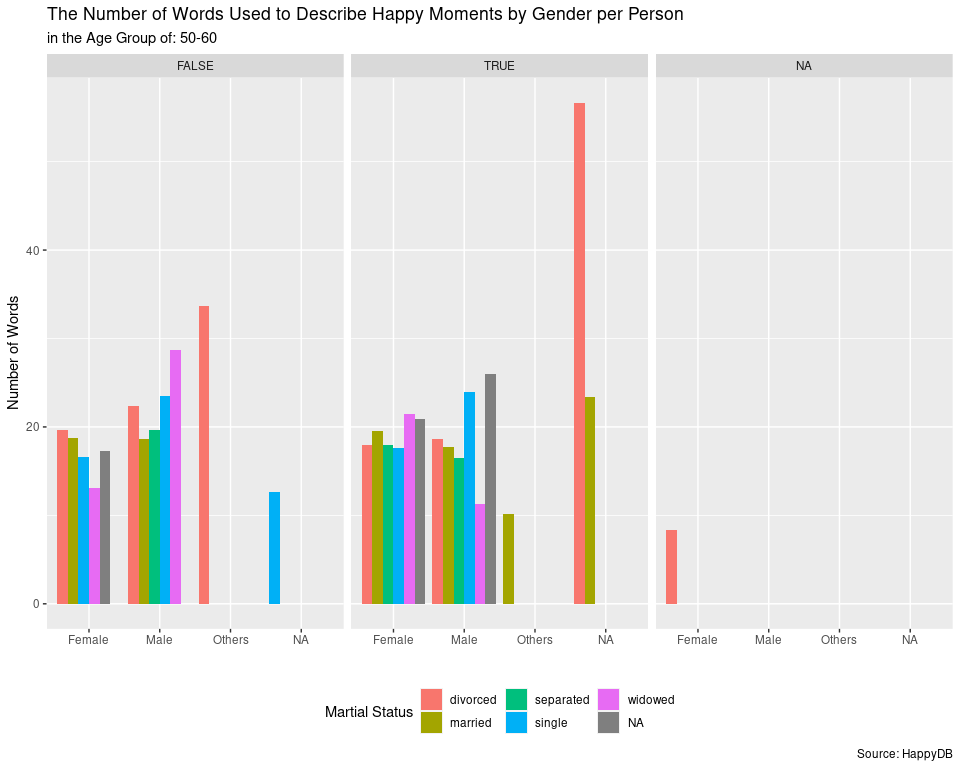 The Number of Words Used to Describe Happy Moments by Gender per Person
in the Age Group of: 50-60
FALSE
TRUE
NA
Number of Words
40
20
0
Female Male Others NA
Female Male Others NA
Female Male Others NA
Martial Status
divorced separated widowed
married single NA
Source: HappyDB